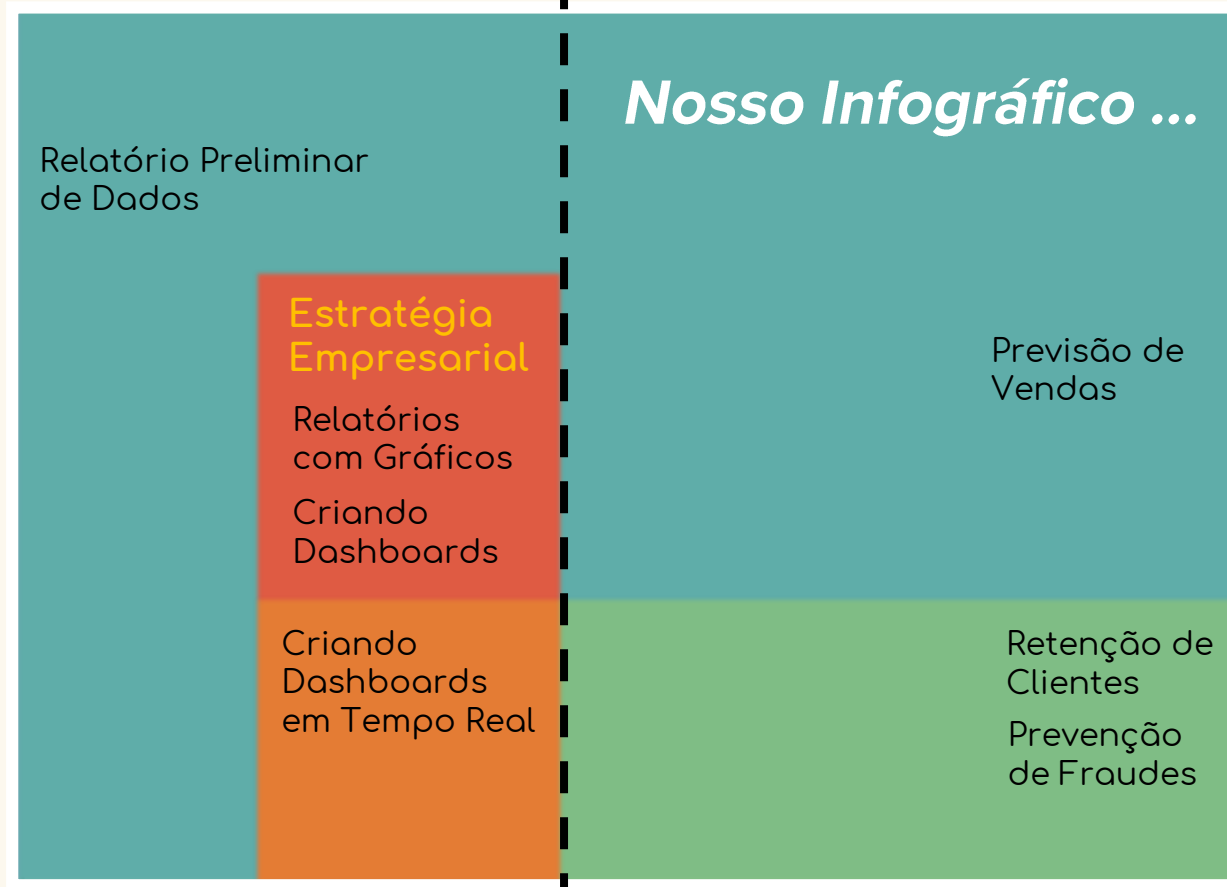 Nosso Infográfico ...
Relatório Preliminar
de Dados
Estratégia
Empresarial
Relatórios
com Gráficos
Criando
Dashboards
Criando
Dashboards
em Tempo Real
Previsão de
Vendas
Retenção de
Clientes
Prevenção
de Fraudes